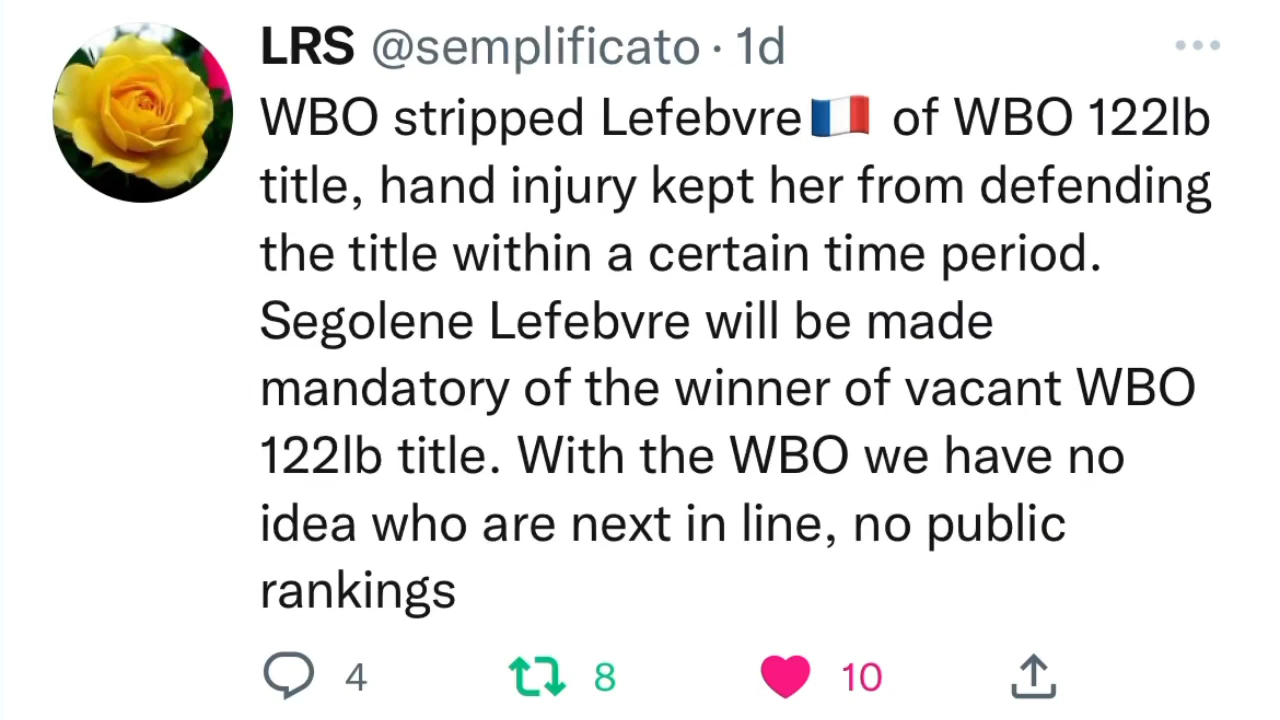 LRS @semplificato · 1d
WBO stripped Lefebvre🇫🇷 of WBO 122lb
title, hand injury kept her from defending
the title within a certain time period.
Segolene Lefebvre will be made
mandatory of the winner of vacant WBO
122lb title. With the WBO we have no
idea who are next in line, no public
rankings
4 8 10